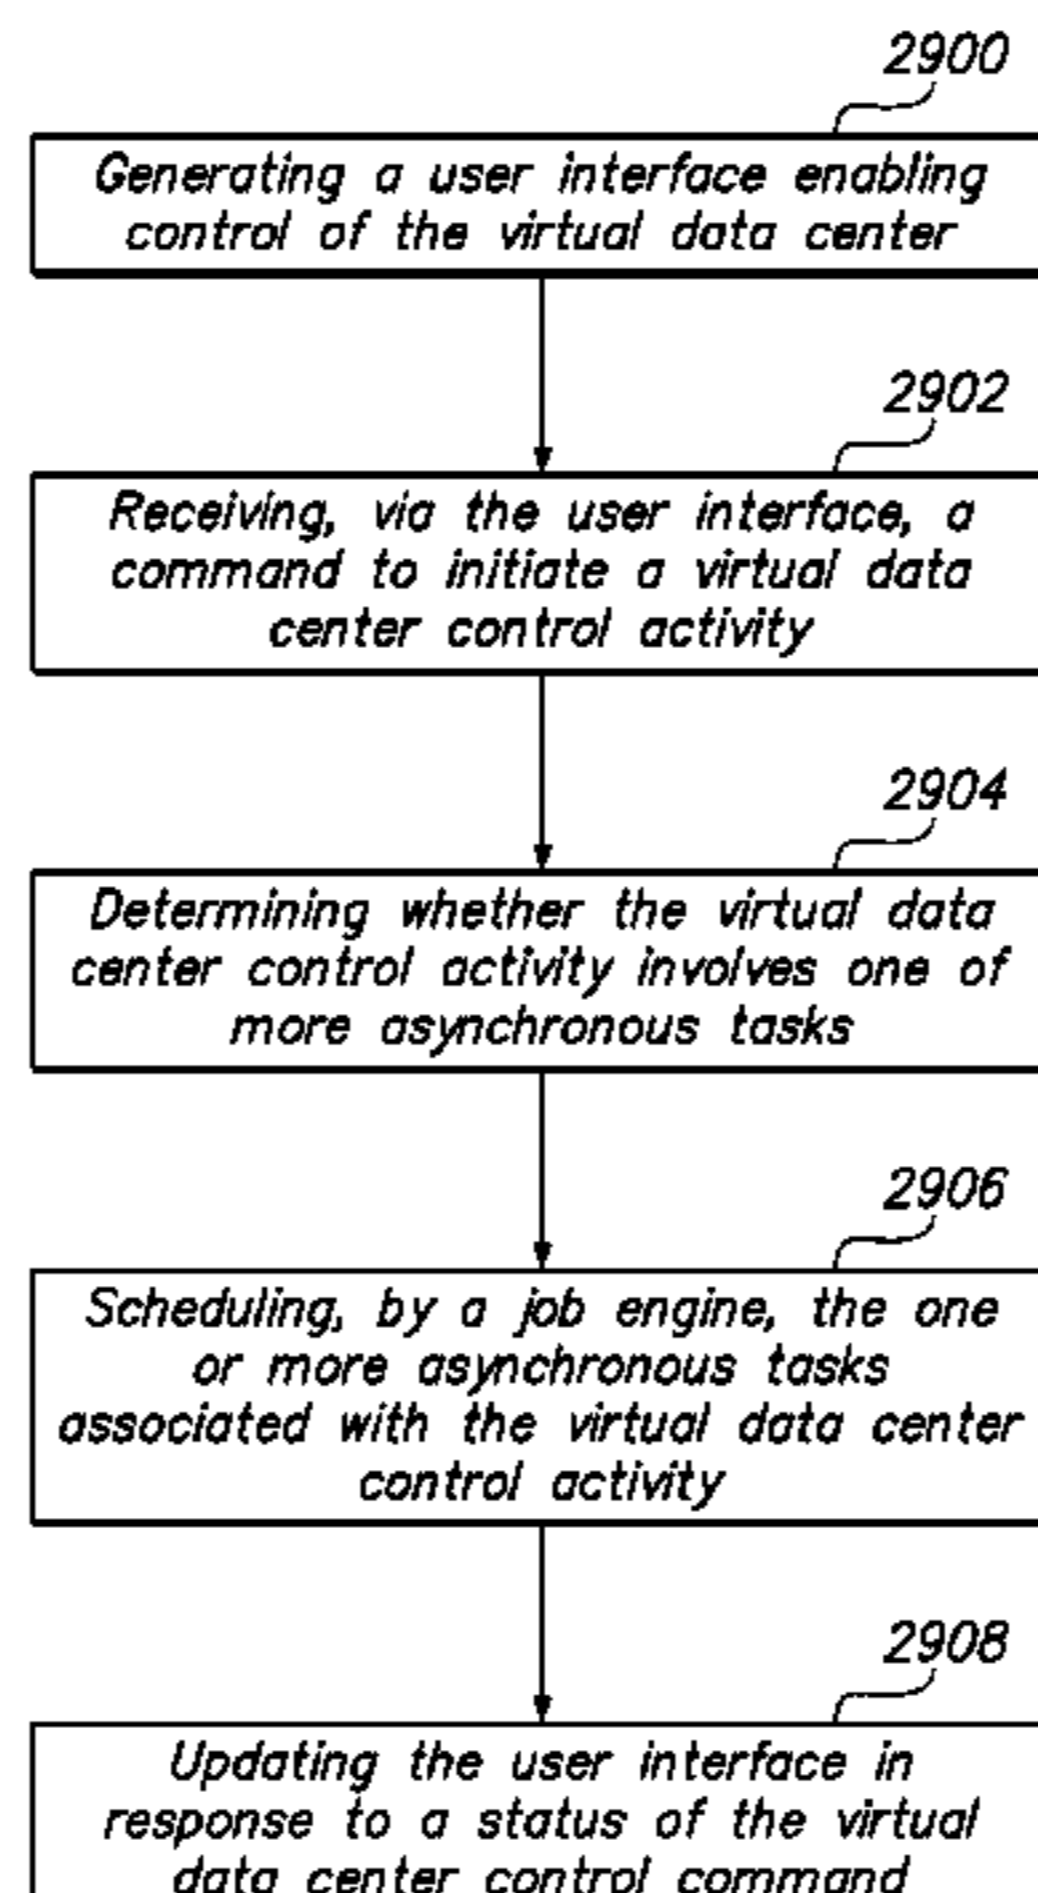 2900
Generating a user interface enabling
control of the virtual data center
2902
Receiving, via the user interface, a
command to initiate a virtual data
center control activity
2904
Determining whether the virtual data
center control activity involves one of
more asynchronous tasks
2906
Scheduling, by a job engine, the one
or more asynchronous tasks
associated with the virtual data center
control activity
2908
Updating the user interface in
response to a status of the virtual
data center control command